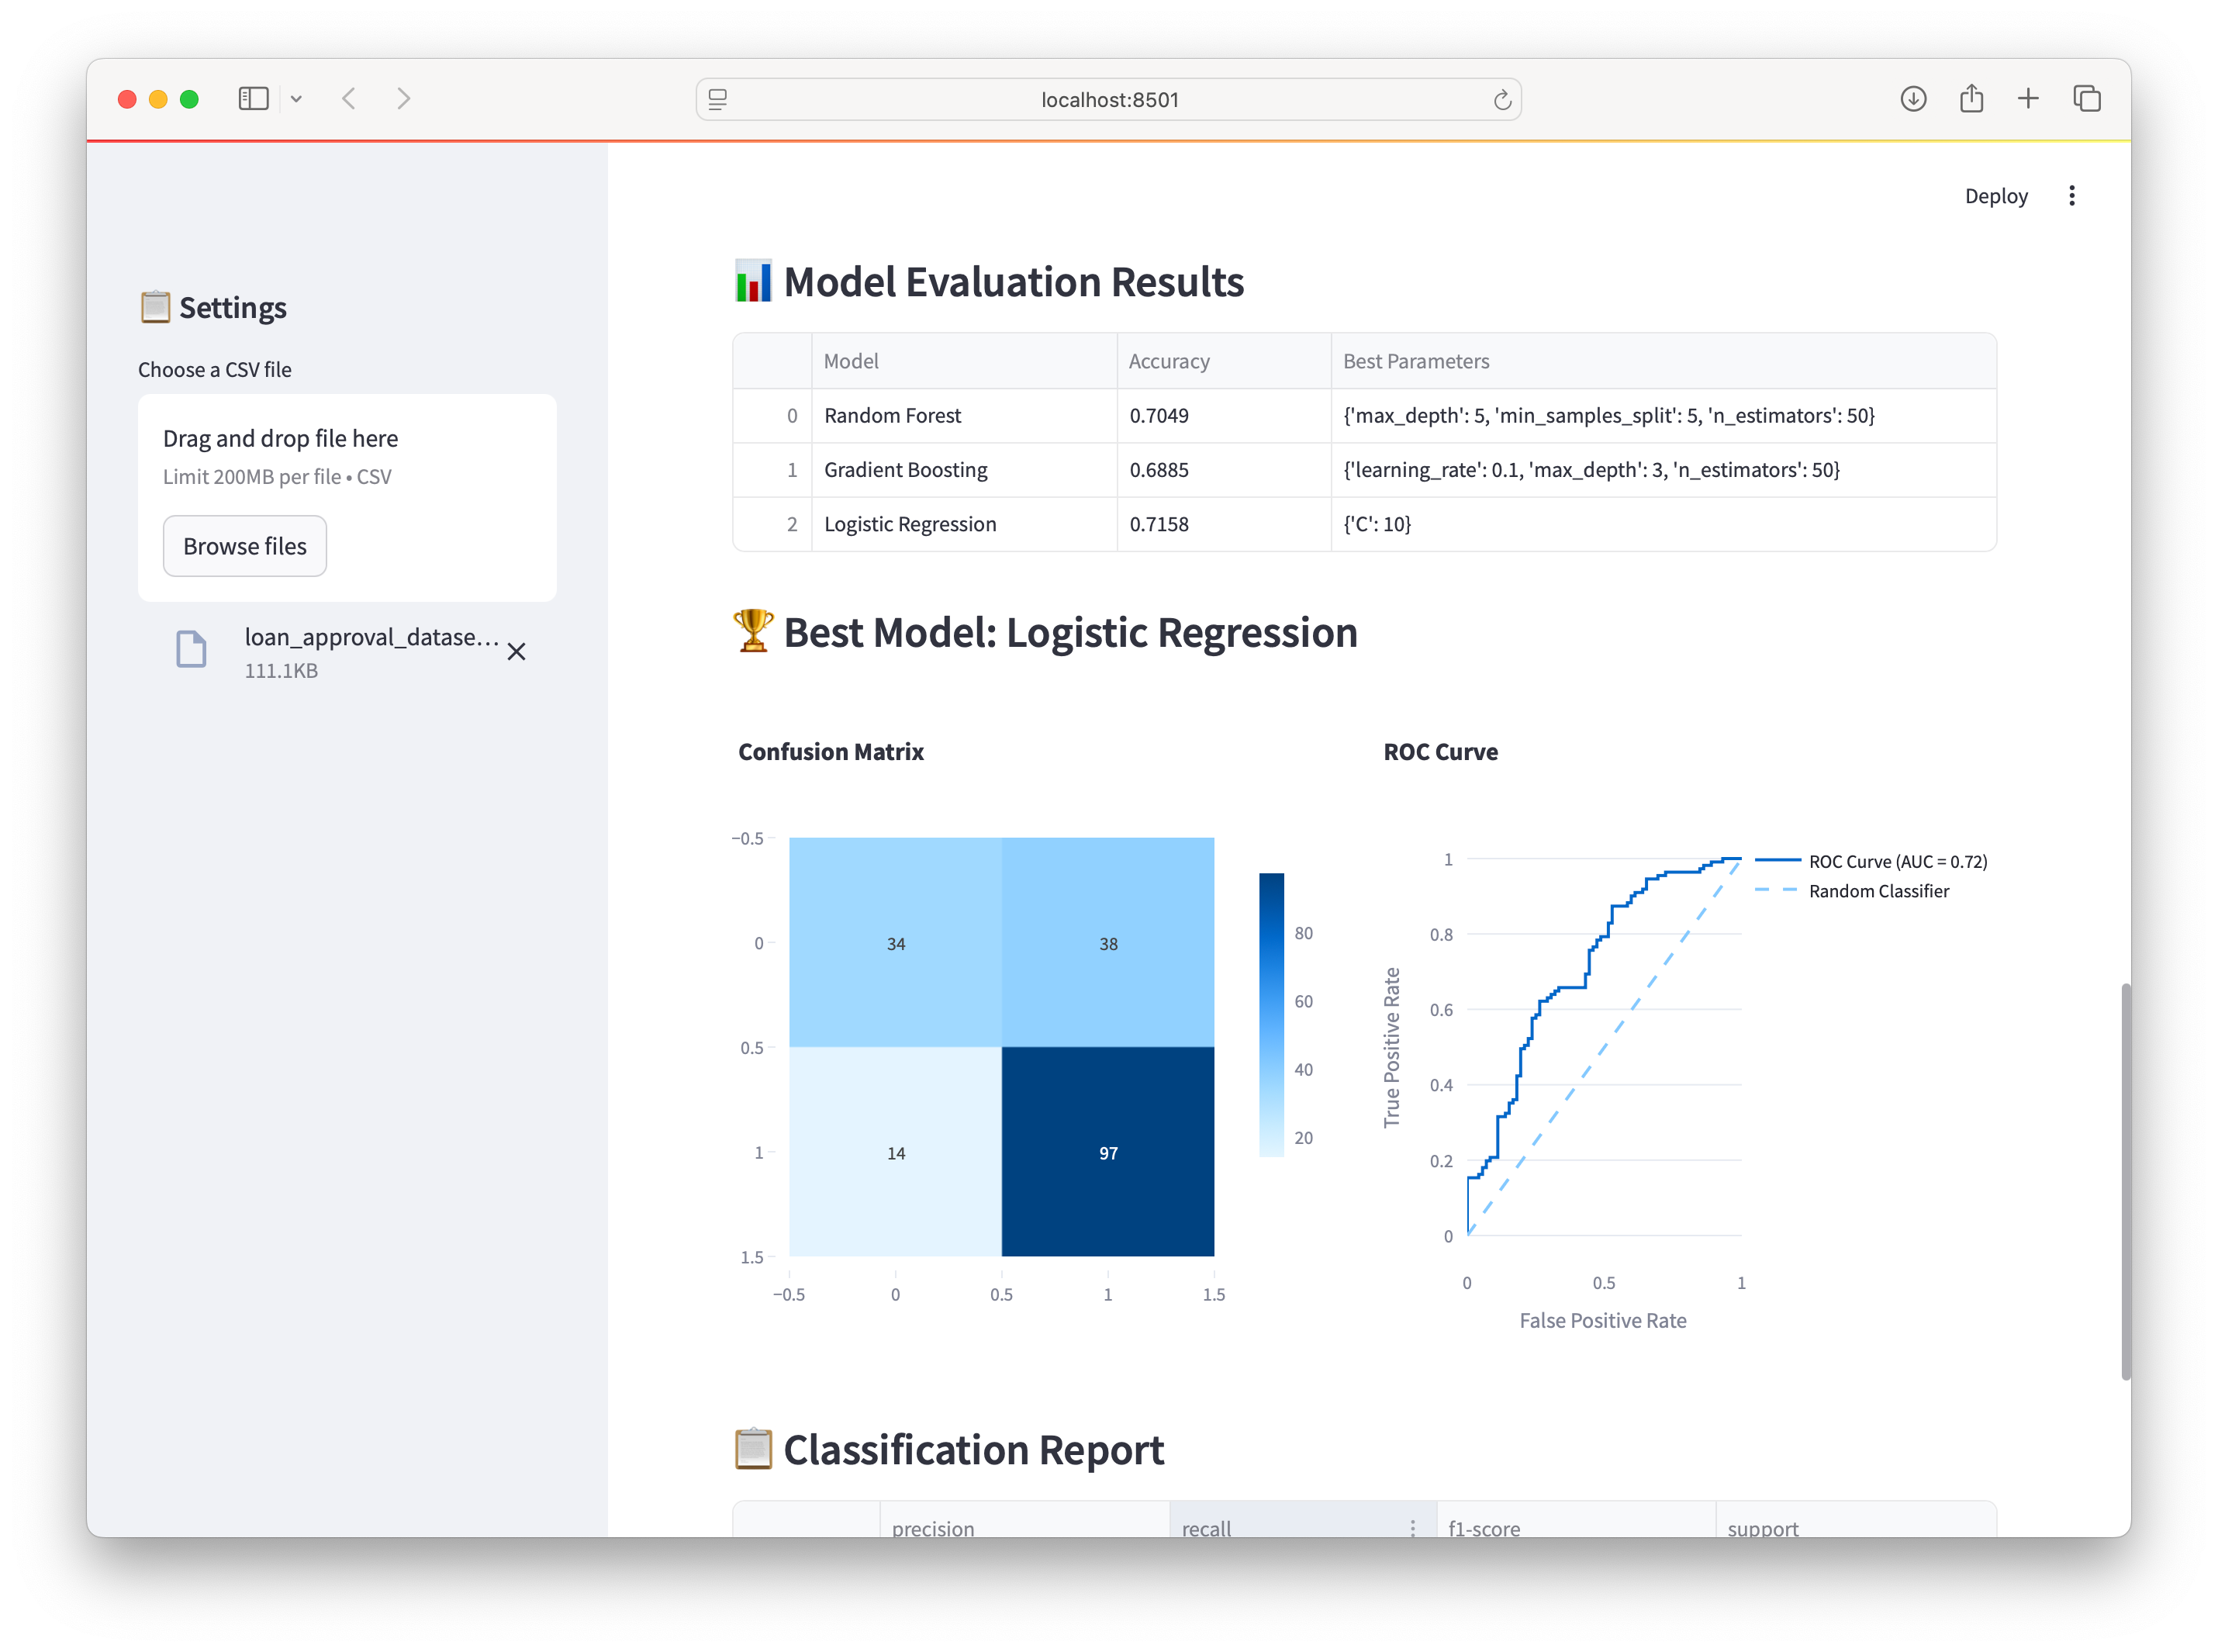 localhost:8501
Deploy
Settings
Choose a CSV file
Drag and drop file here
Limit 200MB per file • CSV
Browse files
loan_approval_datase...
111.1KB
Model Evaluation Results
Model Accuracy Best Parameters
0 Random Forest 0.7049 {'max_depth': 5, 'min_samples_split': 5, 'n_estimators': 50}
1 Gradient Boosting 0.6885 {'learning_rate': 0.1, 'max_depth': 3, 'n_estimators': 50}
2 Logistic Regression 0.7158 {'C': 10}
Best Model: Logistic Regression
Confusion Matrix
−0.5
0
0.5
1
1.5
34 38
14 97
−0.5 0 0.5 1 1.5
80
60
40
20
ROC Curve
1
0.8
0.6
0.4
0.2
0
True Positive Rate
0 0.5 1
False Positive Rate
ROC Curve (AUC = 0.72)
Random Classifier
Classification Report
precision recall f1-score support